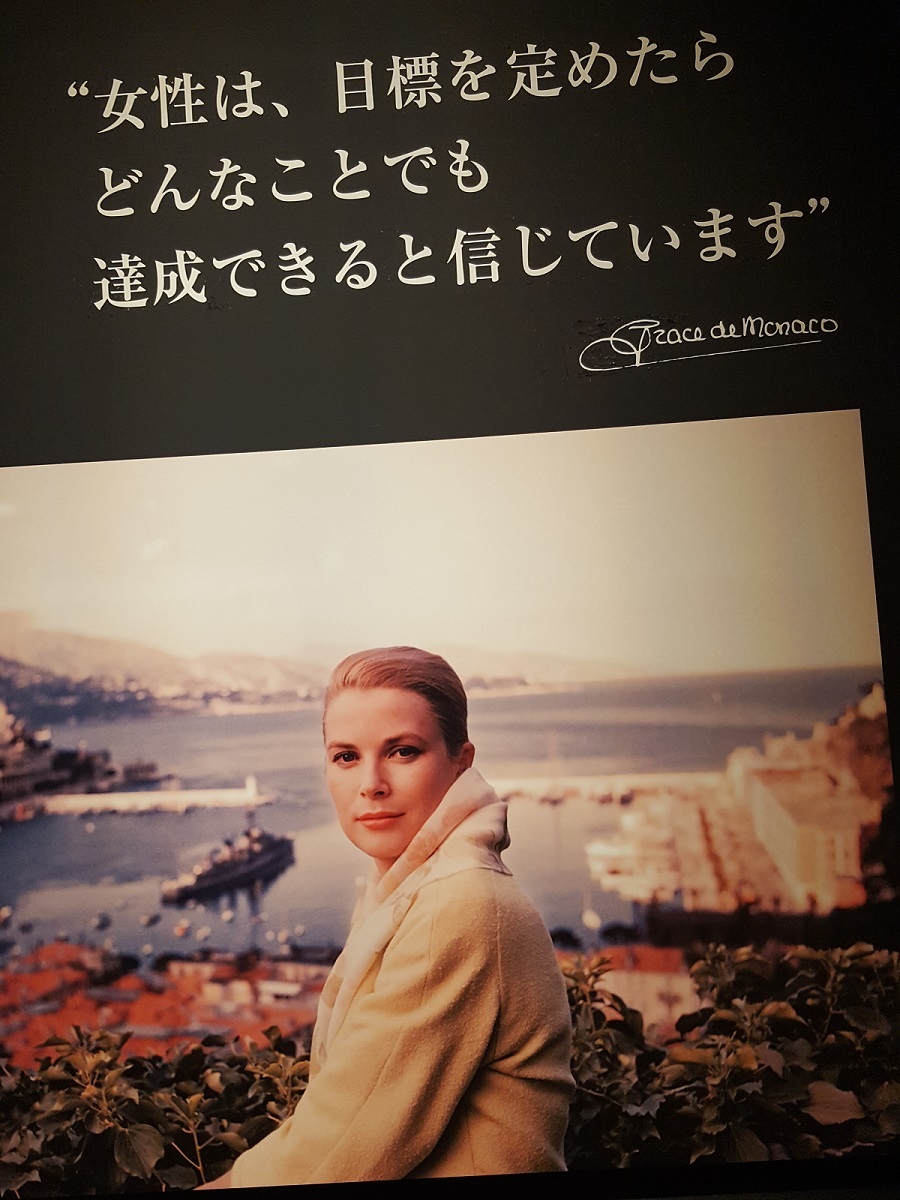 “女性は、目標を定めたら
どんなことでも
達成できると信じています”
Grace de Monaco